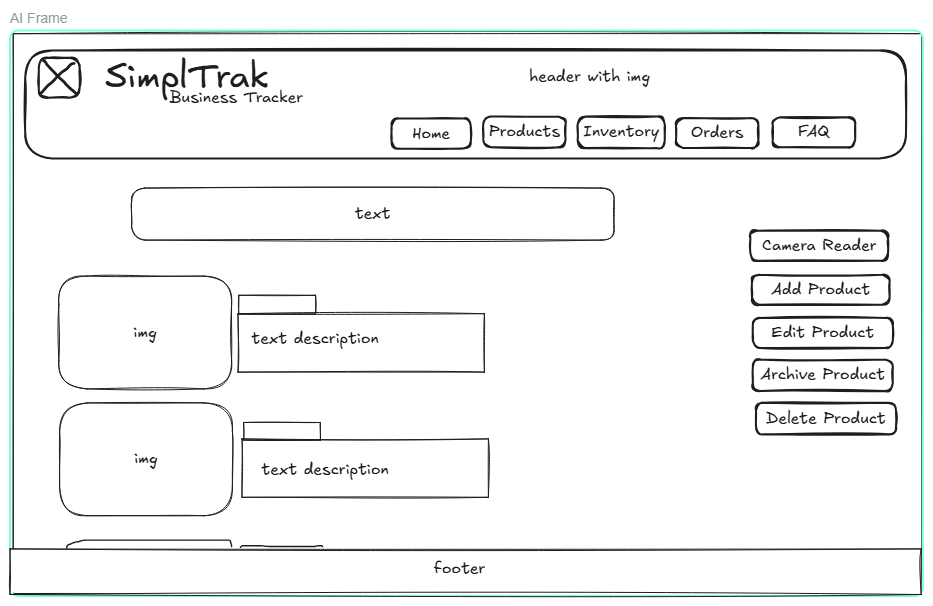 AI Frame
SimplTrak
Business Tracker
header with img
Home
Products
Inventory
Orders
FAQ
text
Camera Reader
Add Product
Edit Product
Archive Product
Delete Product
img
text description
img
text description
footer